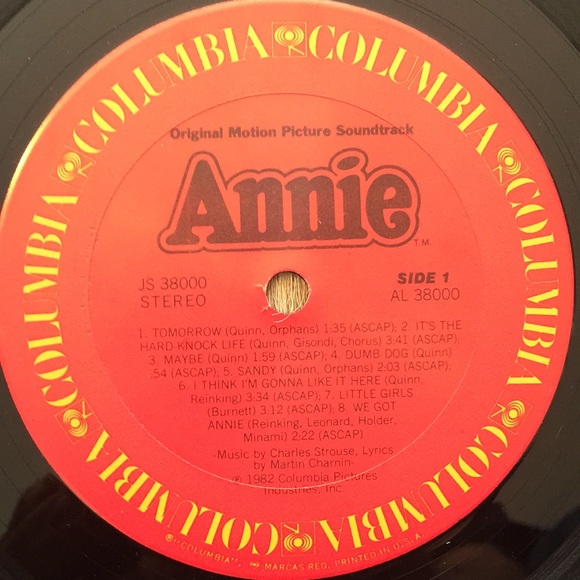 COLUMBIA COLUMBIA COLUMBIA COLUMBIA COLUMBIA COLUMBIA
Original Motion Picture Soundtrack
Annie
T.M.
JS 38000 SIDE 1
STEREO AL 38000
1. TOMORROW (Quinn, Orphans) 1:35 (ASCAP); 2. IT'S THE
HARD-KNOCK LIFE (Quinn, Gisondi, Chorus) 3:41 (ASCAP);
3. MAYBE (Quinn) 1:59 (ASCAP); 4. DUMB DOG (Quinn)
:54 (ASCAP); 5. SANDY (Quinn, Orphans) 2:03 (ASCAP);
6. I THINK I'M GONNA LIKE IT HERE (Quinn,
Reinking) 3:34 (ASCAP); 7. LITTLE GIRLS
(Burnett) 3:12 (ASCAP); 8. WE GOT
ANNIE (Reinking, Leonard, Holder,
Minami) 2:22 (ASCAP)
-Music by Charles Strouse, Lyrics
by Martin Charnin-
℗ 1982 Columbia Pictures
Industries, Inc.
® "COLUMBIA", MARCAS REG. PRINTED IN U.S.A.